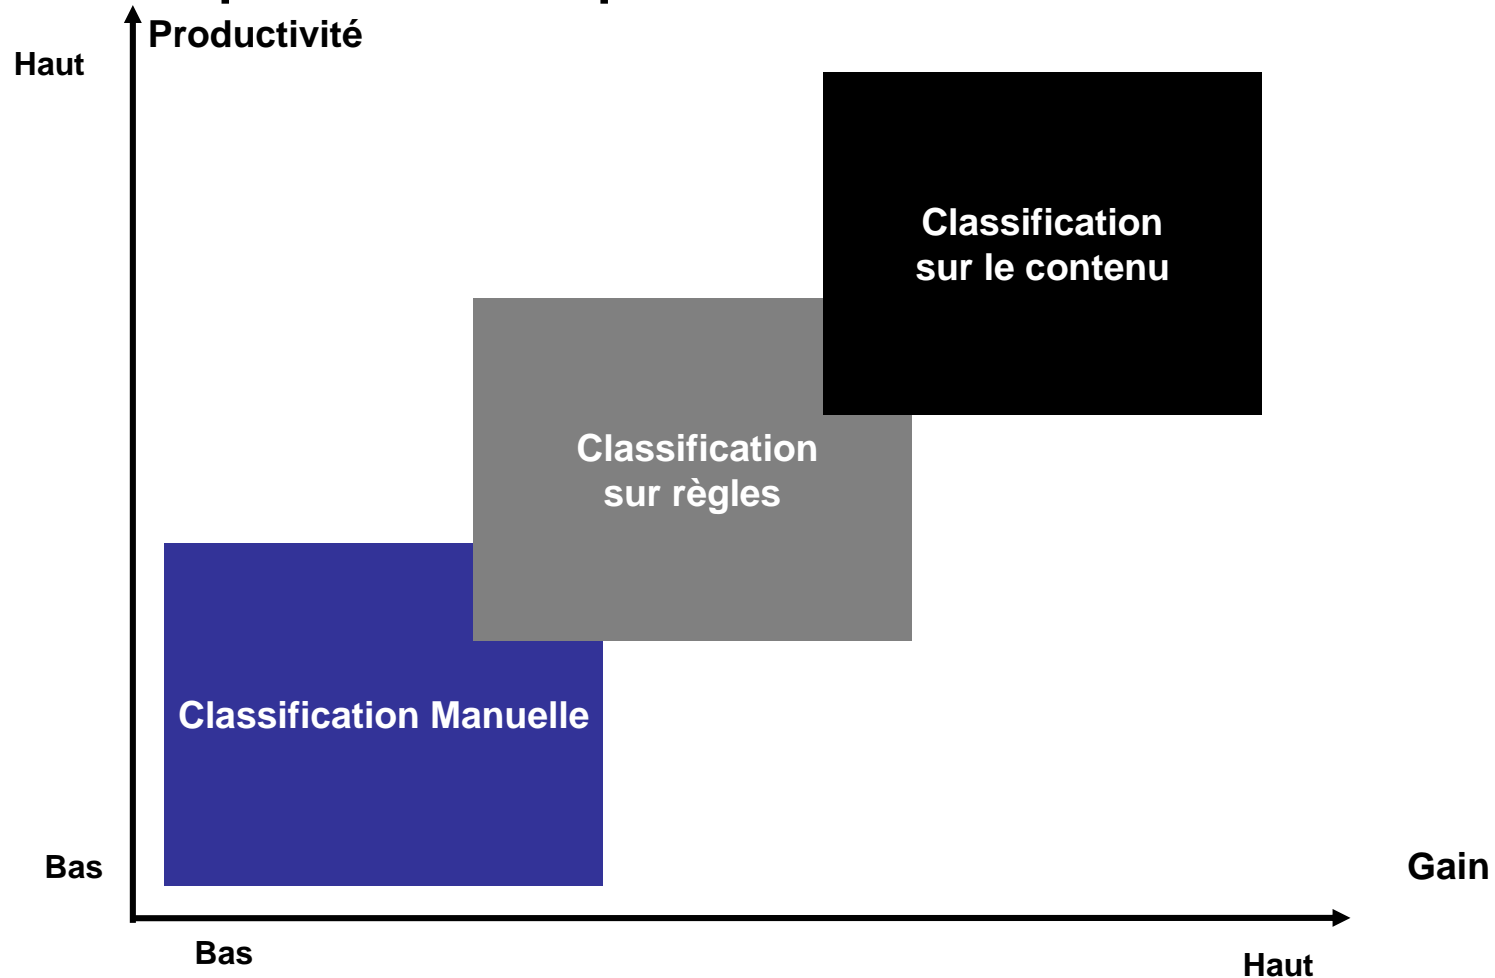 Productivité
Haut
Classification
sur le contenu
Classification
sur règles
Classification Manuelle
Bas
Gain
Bas
Haut